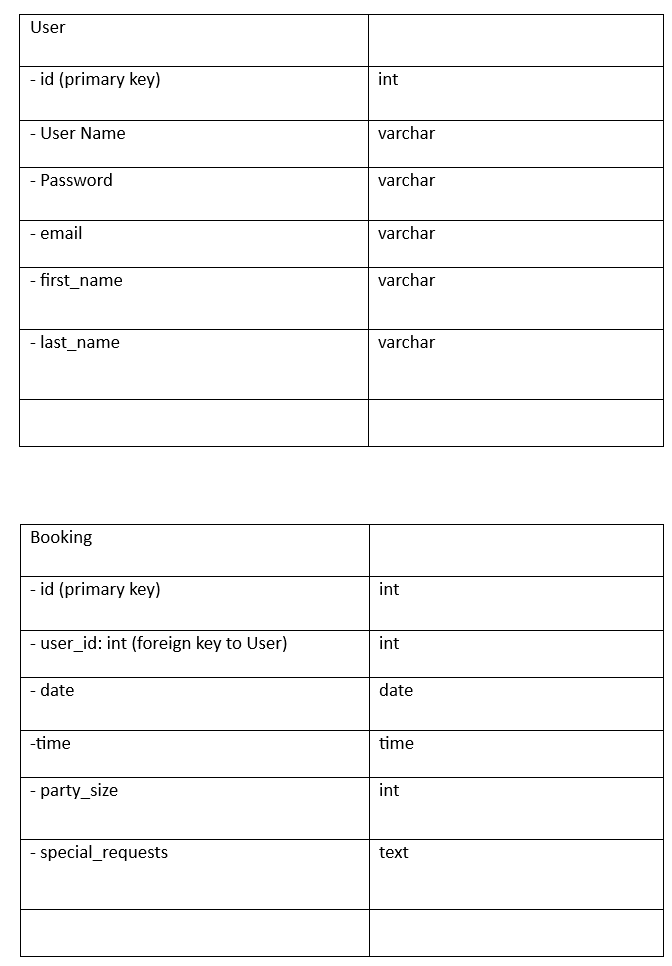 User
- id (primary key) int
- User Name varchar
- Password varchar
- email varchar
- first_name varchar
- last_name varchar
Booking
- id (primary key) int
- user_id: int (foreign key to User) int
- date date
-time time
- party_size int
- special_requests text